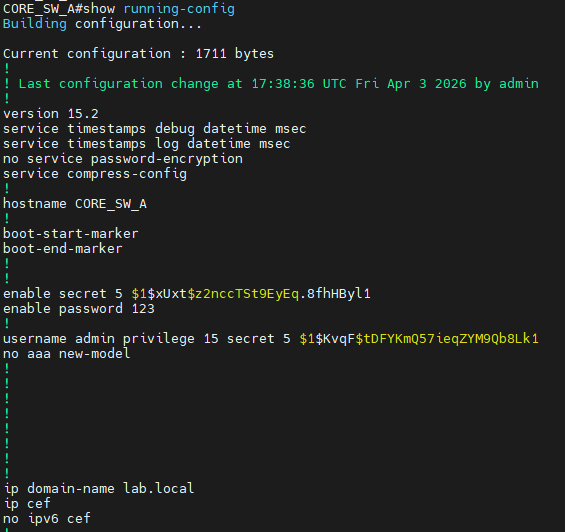 CORE_SW_A#show running-config
Building configuration...
Current configuration : 1711 bytes
!
! Last configuration change at 17:38:36 UTC Fri Apr 3 2026 by admin
!
version 15.2
service timestamps debug datetime msec
service timestamps log datetime msec
no service password-encryption
service compress-config
!
hostname CORE_SW_A
!
boot-start-marker
boot-end-marker
!
!
enable secret 5 $1$xUxt$z2nccTSt9EyEq.8fhHByl1
enable password 123
!
username admin privilege 15 secret 5 $1$KvqF$tDFYKmQ57ieqZYM9Qb8Lk1
no aaa new-model
!
!
!
!
!
!
!
!
ip domain-name lab.local
ip cef
no ipv6 cef
!